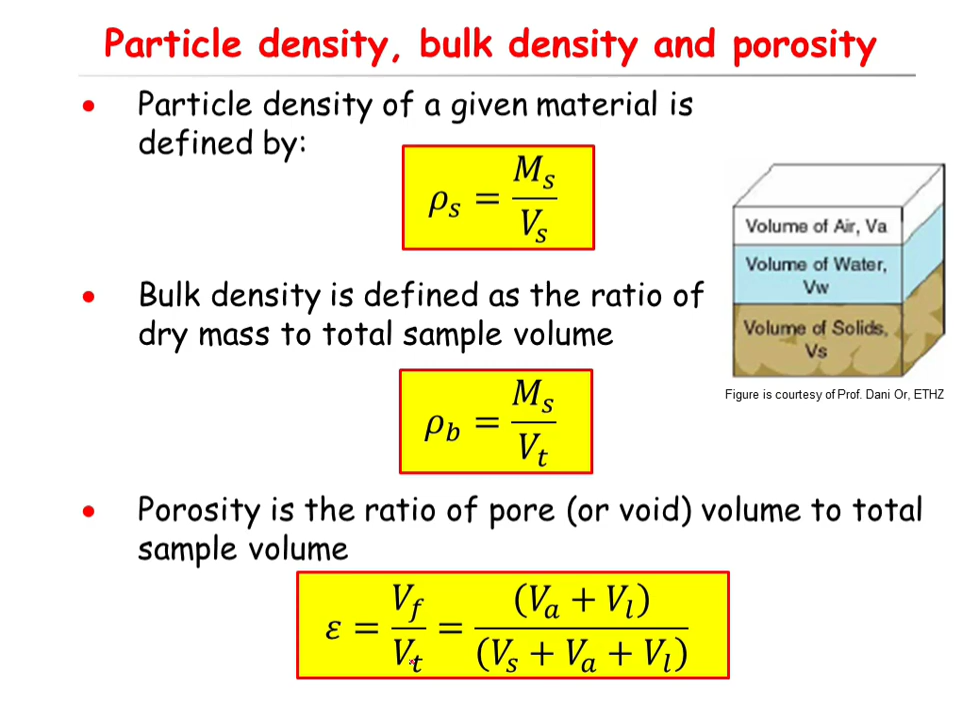 Particle density, bulk density and porosity
• Particle density of a given material is
defined by:
ρₛ = Mₛ / Vₛ
Volume of Air, Va
Volume of Water,
Vw
Volume of Solids,
Vs
Figure is courtesy of Prof. Dani Or, ETHZ
• Bulk density is defined as the ratio of
dry mass to total sample volume
ρ_b = Mₛ / Vₜ
• Porosity is the ratio of pore (or void) volume to total
sample volume
ε = V_f / Vₜ = (Vₐ + Vₗ) / (Vₛ + Vₐ + Vₗ)